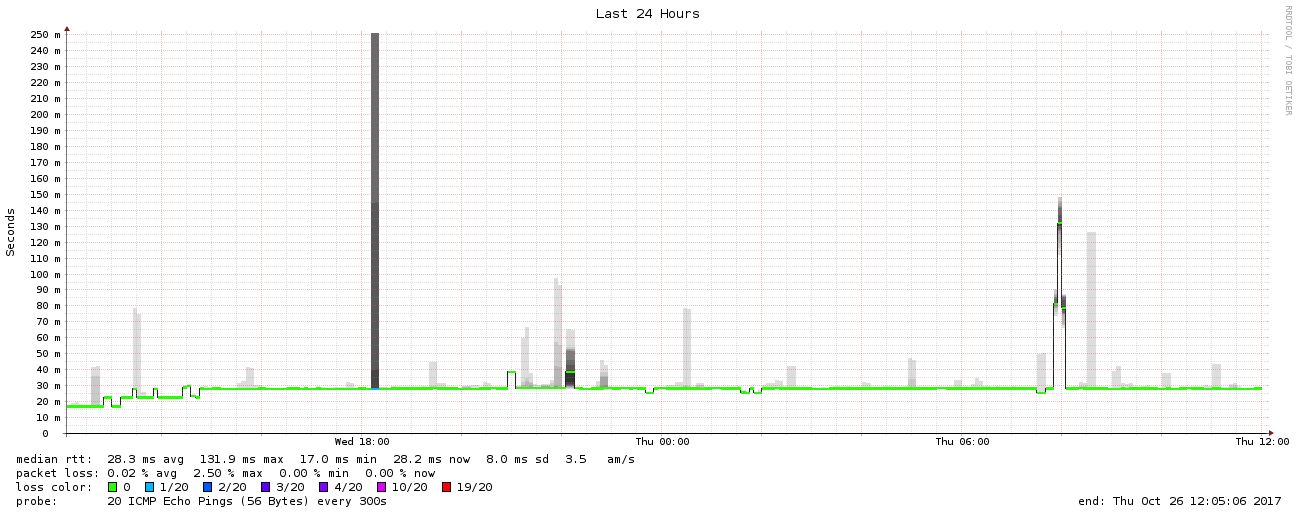 Last 24 Hours
RRDTOOL / TOBI OETIKER
Seconds
250 m
240 m
230 m
220 m
210 m
200 m
190 m
180 m
170 m
160 m
150 m
140 m
130 m
120 m
110 m
100 m
90 m
80 m
70 m
60 m
50 m
40 m
30 m
20 m
10 m
0
Wed 18:00 Thu 00:00 Thu 06:00 Thu 12:00
median rtt: 28.3 ms avg 131.9 ms max 17.0 ms min 28.2 ms now 8.0 ms sd 3.5 am/s
packet loss: 0.02 % avg 2.50 % max 0.00 % min 0.00 % now
loss color: 0 1/20 2/20 3/20 4/20 10/20 19/20
probe: 20 ICMP Echo Pings (56 Bytes) every 300s end: Thu Oct 26 12:05:06 2017